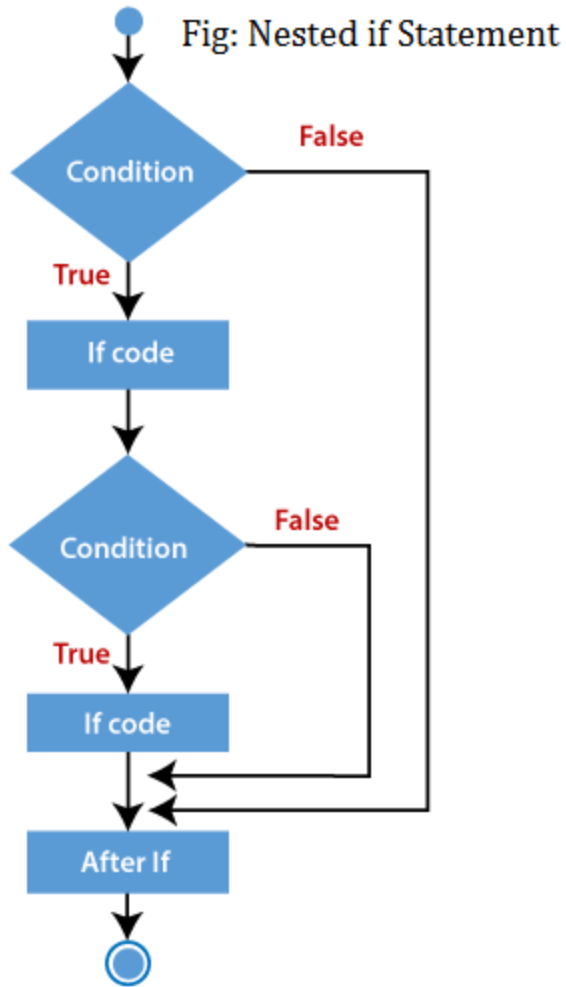 Fig: Nested if Statement
False
Condition
True
If code
False
Condition
True
If code
After If